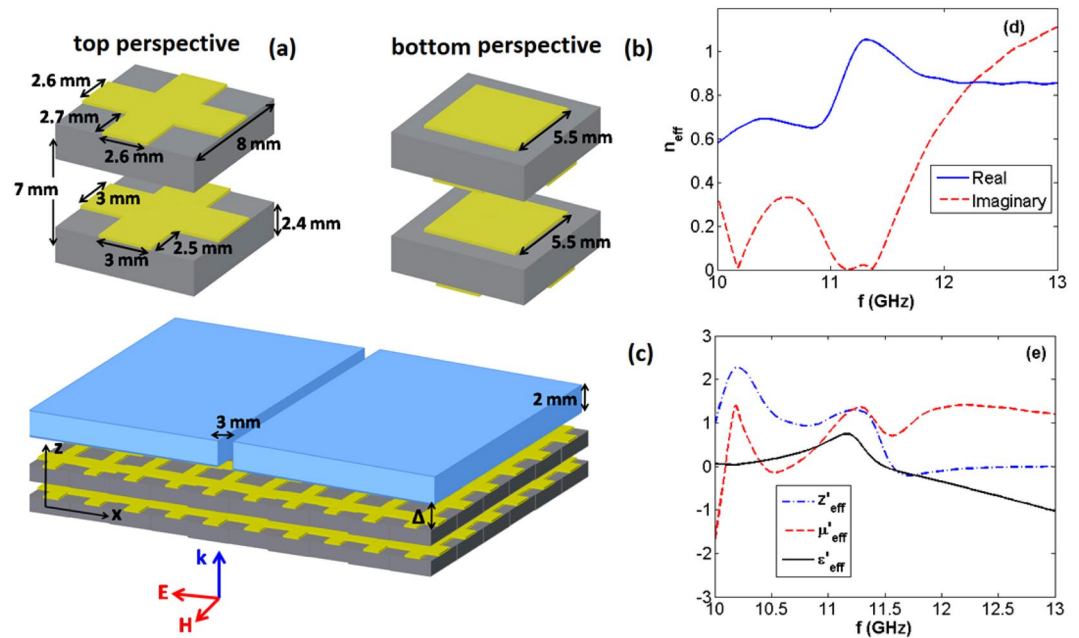 top perspective
(a)
2.6 mm
2.7 mm
2.6 mm
8 mm
7 mm
3 mm
2.4 mm
2.5 mm
3 mm
bottom perspective
(b)
5.5 mm
5.5 mm
(c)
2 mm
3 mm
z
x
Δ
k
E
H
(d)
n_eff
1
0.8
0.6
0.4
0.2
0
Real
Imaginary
10 11 12 13
f (GHz)
(e)
3
2
1
0
-1
-2
-3
Z'eff
μ'eff
ε'eff
10 10.5 11 11.5 12 12.5 13
f (GHz)